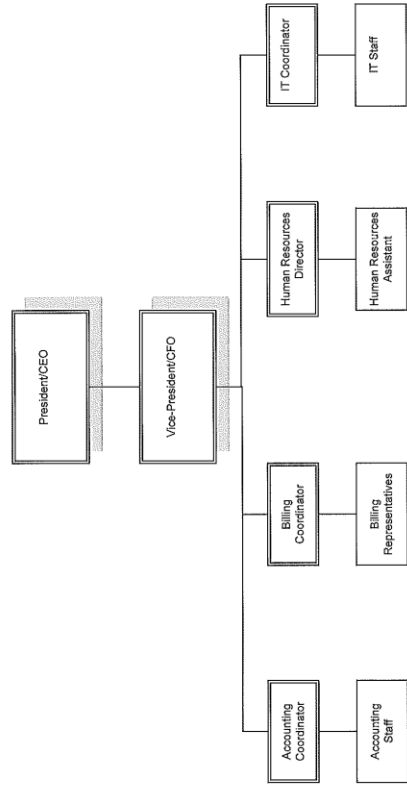 President/CEO
Vice-President/CFO
Accounting
Coordinator
Billing
Coordinator
Human Resources
Director
IT Coordinator
Accounting
Staff
Billing
Representatives
Human Resources
Assistant
IT Staff